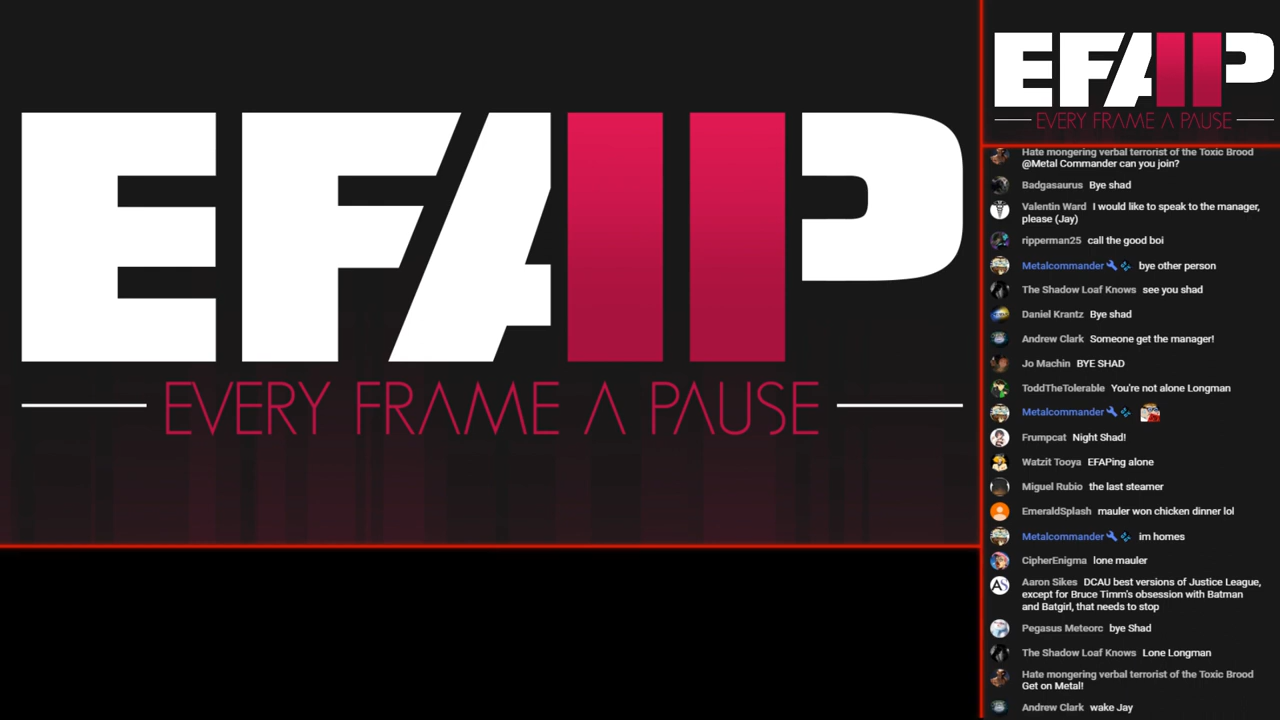 EFAP
EVERY FRAME A PAUSE
EFAP
EVERY FRAME A PAUSE
Hate mongering verbal terrorist of the Toxic Brood
@Metal Commander can you join?
Badgasaurus Bye shad
Valentin Ward I would like to speak to the manager,
please (Jay)
ripperman25 call the good boi
Metalcommander bye other person
The Shadow Loaf Knows see you shad
Daniel Krantz Bye shad
Andrew Clark Someone get the manager!
Jo Machin BYE SHAD
ToddTheTolerable You're not alone Longman
Metalcommander
Frumpcat Night Shad!
Watzit Tooya EFAPing alone
Miguel Rubio the last steamer
EmeraldSplash mauler won chicken dinner lol
Metalcommander im homes
CipherEnigma lone mauler
AS
Aaron Sikes DCAU best versions of Justice League,
except for Bruce Timm's obsession with Batman
and Batgirl, that needs to stop
Pegasus Meteorc bye Shad
The Shadow Loaf Knows Lone Longman
Hate mongering verbal terrorist of the Toxic Brood
Get on Metal!
Andrew Clark wake Jay